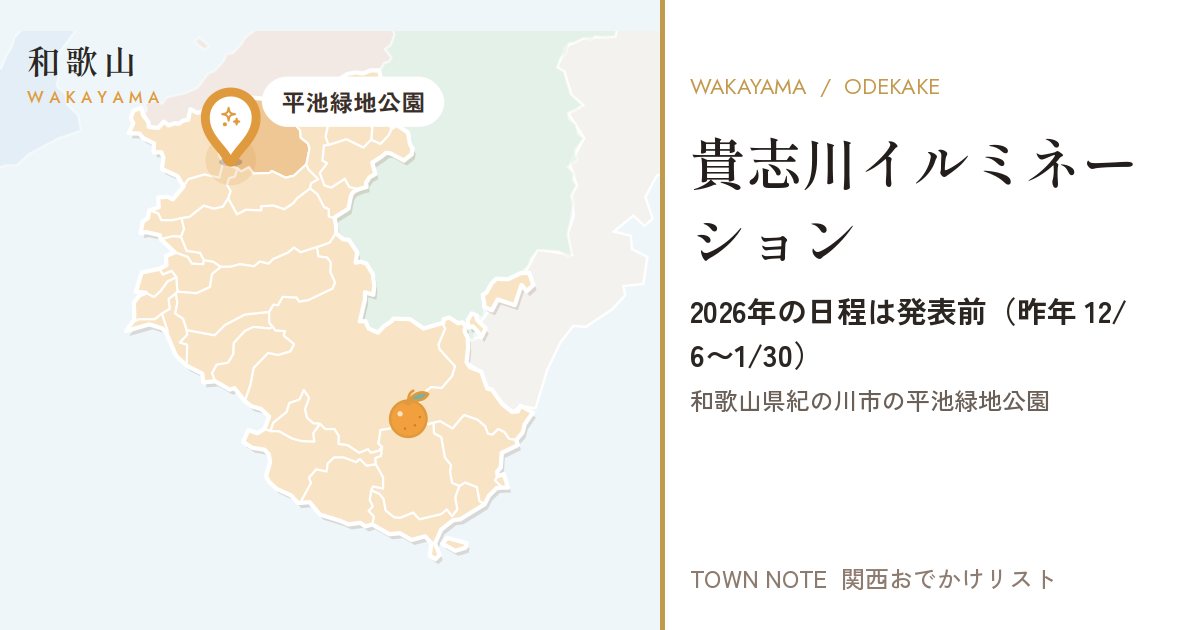 和歌山
WAKAYAMA
平池緑地公園
WAKAYAMA / ODEKAKE
貴志川イルミネー
ション
2026年の日程は発表前（昨年 12/
6〜1/30）
和歌山県紀の川市の平池緑地公園
TOWN NOTE 関西おでかけリスト